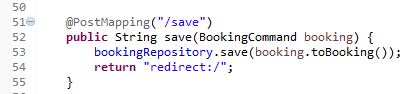 50
51 @PostMapping("/save")
52 public String save(BookingCommand booking) {
53 bookingRepository.save(booking.toBooking());
54 return "redirect:/";
55 }